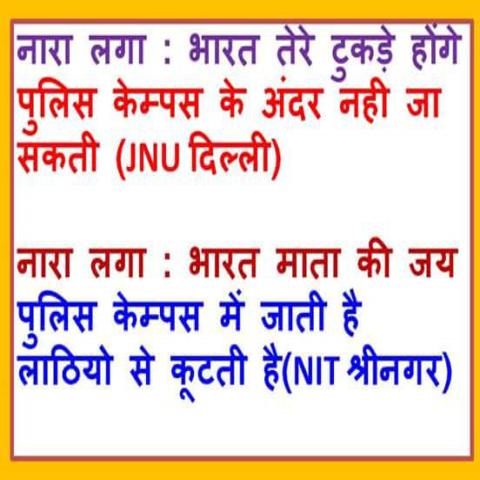 नारा लगा : भारत तेरे टुकड़े होंगे
पुलिस केम्पस के अंदर नही जा
सकती (JNU दिल्ली)
नारा लगा : भारत माता की जय
पुलिस केम्पस में जाती है
लाठियो से कूटती है(NIT श्रीनगर)